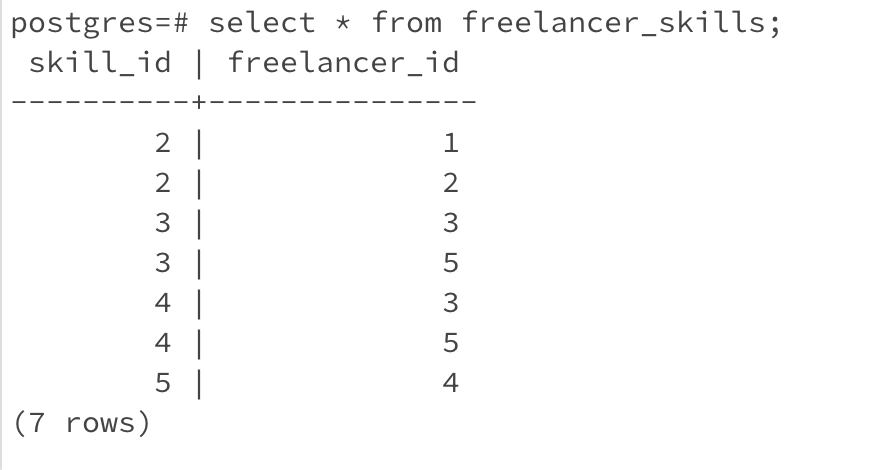 postgres=# select * from freelancer_skills;
 skill_id | freelancer_id
----------+---------------
        2 |             1
        2 |             2
        3 |             3
        3 |             5
        4 |             3
        4 |             5
        5 |             4
(7 rows)